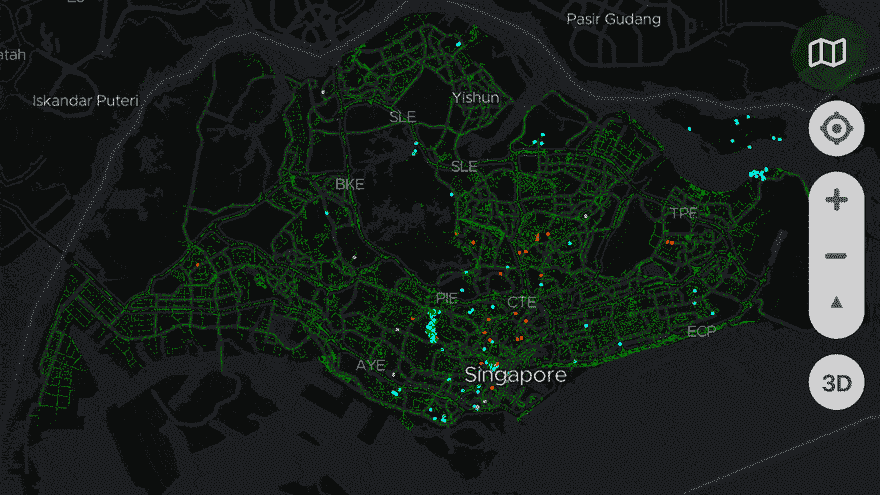 Pasir Gudang
atah
Iskandar Puteri
Yishun
SLE
SLE
BKE
TPE
PIE
CTE
ECP
AYE
Singapore
3D